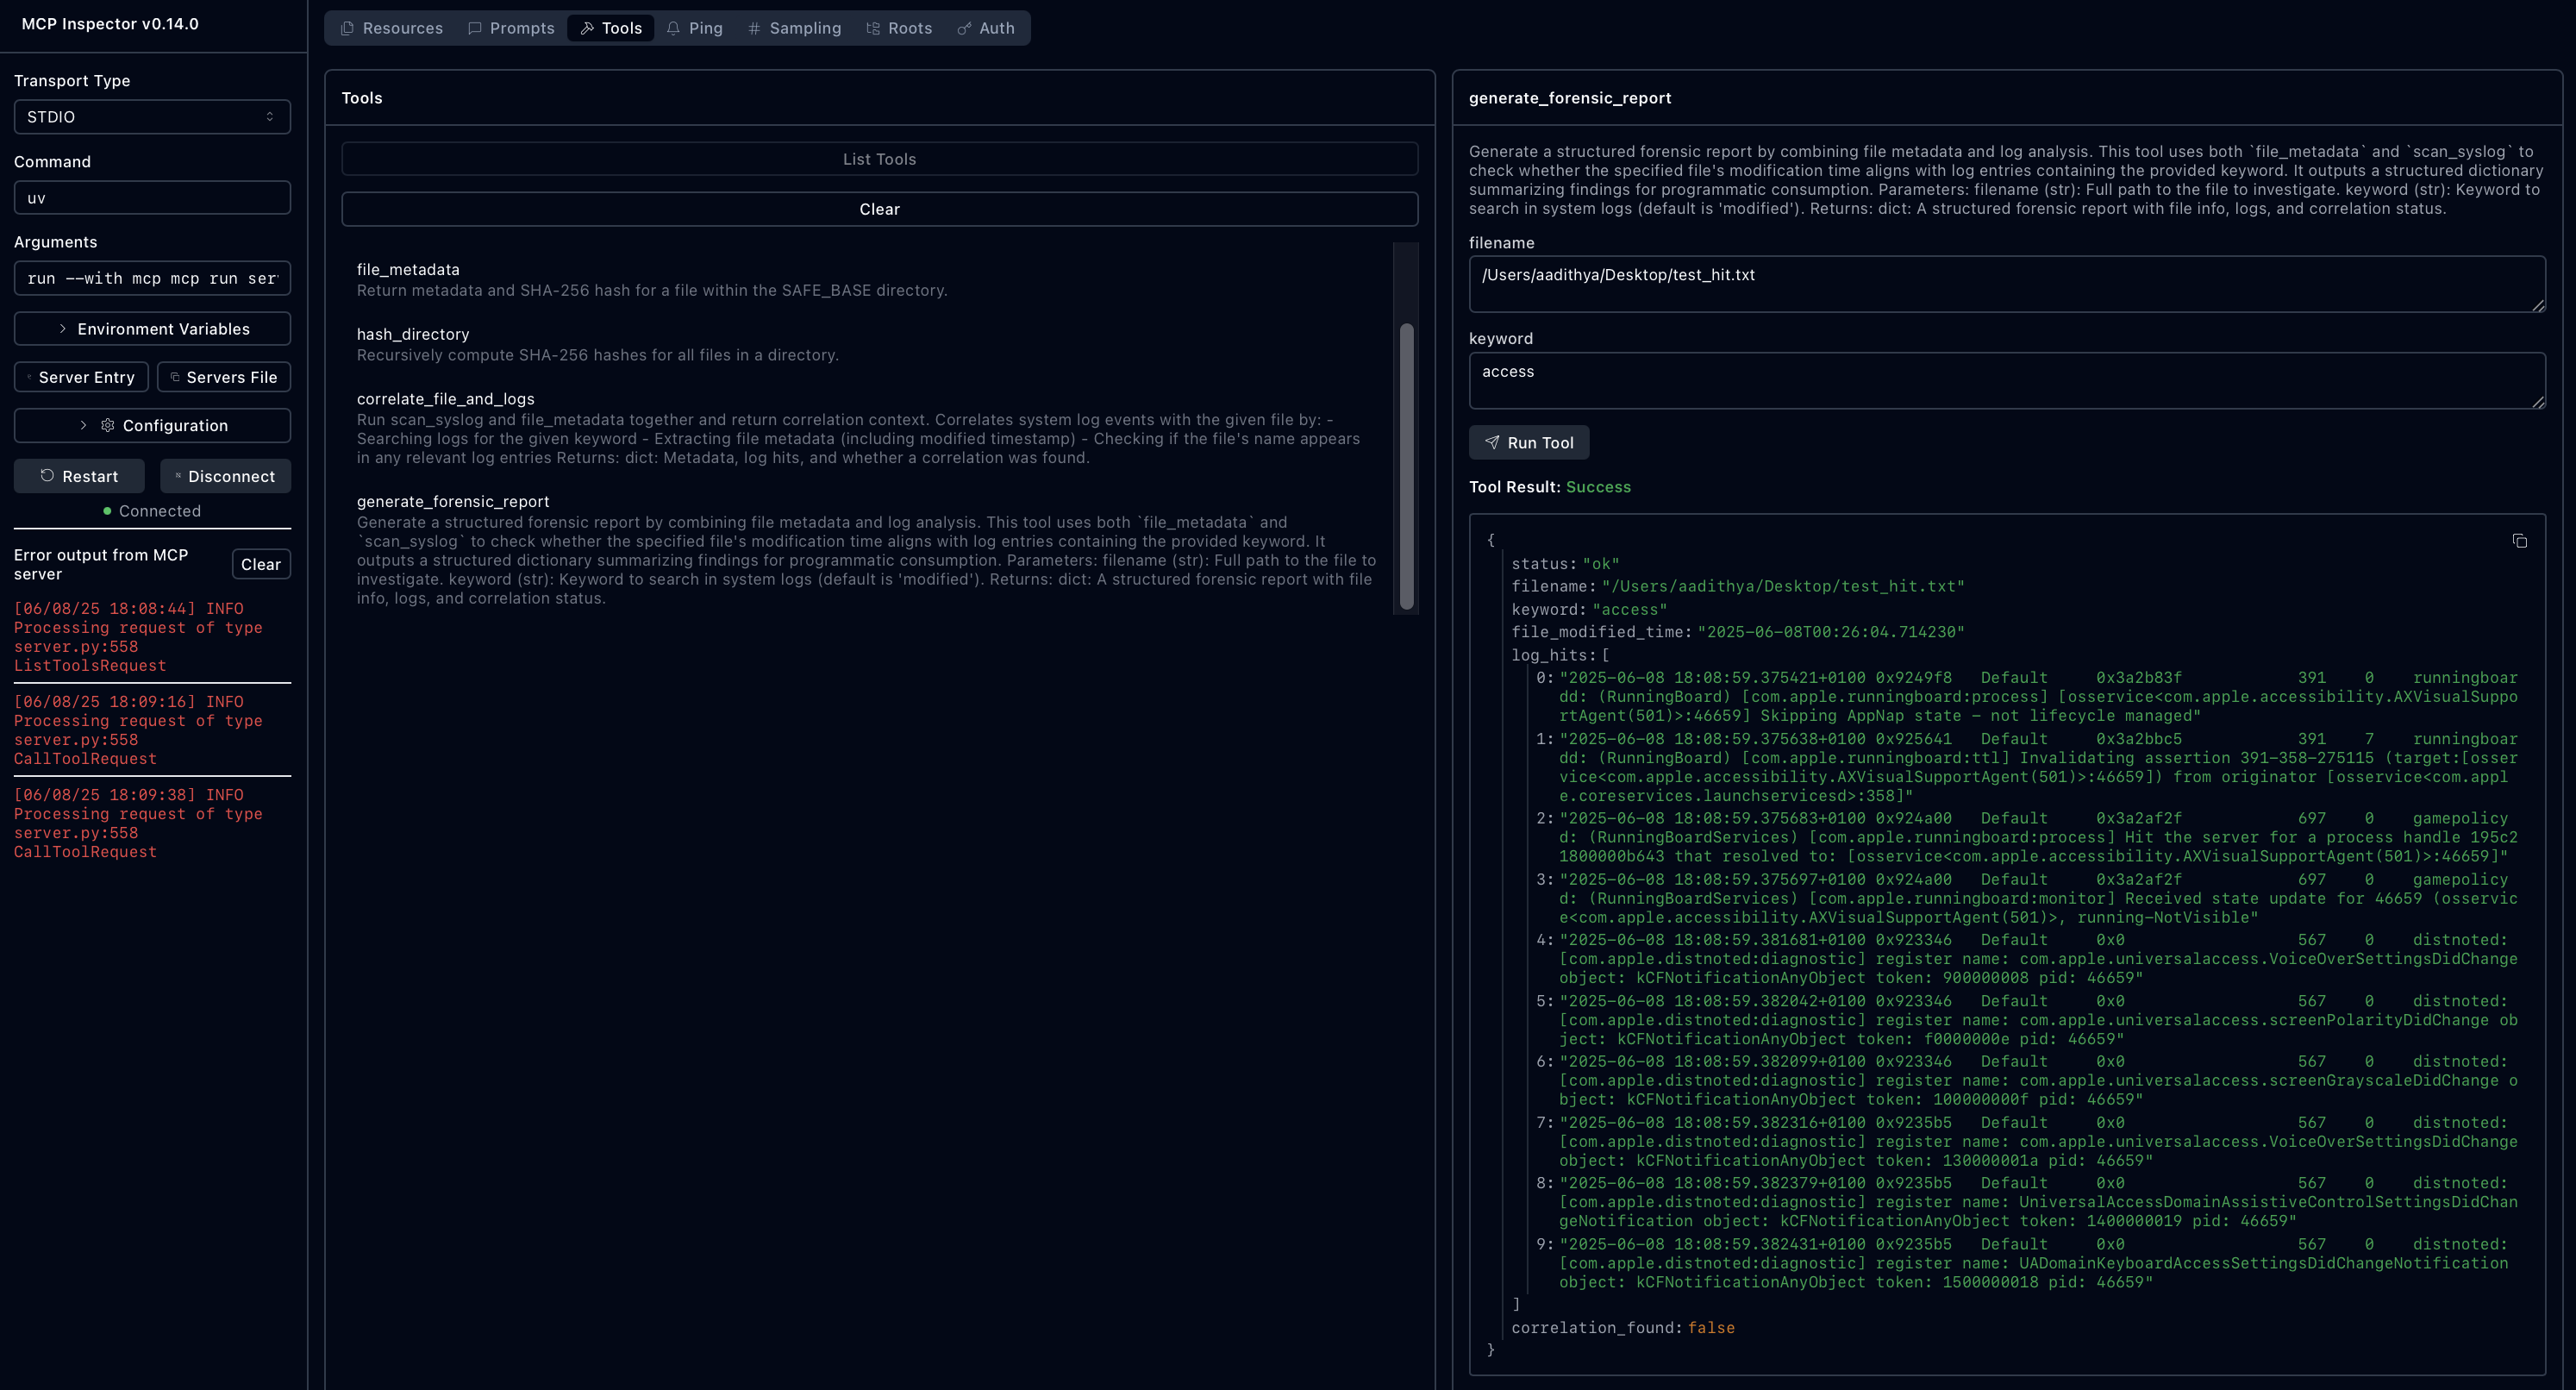 MCP Inspector v0.14.0
Transport Type
STDIO
Command
uv
Arguments
run --with mcp mcp run ser
Environment Variables
Server Entry
Servers File
Configuration
Restart
Disconnect
Connected
Error output from MCP
server
Clear
[06/08/25 18:08:44] INFO
Processing request of type
server.py:558
ListToolsRequest
[06/08/25 18:09:16] INFO
Processing request of type
server.py:558
CallToolRequest
[06/08/25 18:09:38] INFO
Processing request of type
server.py:558
CallToolRequest
Resources
Prompts
Tools
Ping
Sampling
Roots
Auth
Tools
List Tools
Clear
file_metadata
Return metadata and SHA-256 hash for a file within the SAFE_BASE directory.
hash_directory
Recursively compute SHA-256 hashes for all files in a directory.
correlate_file_and_logs
Run scan_syslog and file_metadata together and return correlation context. Correlates system log events with the given file by: -
Searching logs for the given keyword - Extracting file metadata (including modified timestamp) - Checking if the file's name appears
in any relevant log entries Returns: dict: Metadata, log hits, and whether a correlation was found.
generate_forensic_report
Generate a structured forensic report by combining file metadata and log analysis. This tool uses both `file_metadata` and
`scan_syslog` to check whether the specified file's modification time aligns with log entries containing the provided keyword. It
outputs a structured dictionary summarizing findings for programmatic consumption. Parameters: filename (str): Full path to the file to
investigate. keyword (str): Keyword to search in system logs (default is 'modified'). Returns: dict: A structured forensic report with file
info, logs, and correlation status.
generate_forensic_report
Generate a structured forensic report by combining file metadata and log analysis. This tool uses both `file_metadata` and `scan_syslog` to
check whether the specified file's modification time aligns with log entries containing the provided keyword. It outputs a structured dictionary
summarizing findings for programmatic consumption. Parameters: filename (str): Full path to the file to investigate. keyword (str): Keyword to
search in system logs (default is 'modified'). Returns: dict: A structured forensic report with file info, logs, and correlation status.
filename
/Users/aadithya/Desktop/test_hit.txt
keyword
access
Run Tool
Tool Result: Success
{
status: "ok"
filename: "/Users/aadithya/Desktop/test_hit.txt"
keyword: "access"
file_modified_time: "2025-06-08T00:26:04.714230"
log_hits: [
0: "2025-06-08 18:08:59.375421+0100 0x9249f8 Default 0x3a2b83f 391 0 runningboar
dd: (RunningBoard) [com.apple.runningboard:process] [osservice<com.apple.accessibility.AXVisualSuppo
rtAgent(501)>:46659] Skipping AppNap state – not lifecycle managed"
1: "2025-06-08 18:08:59.375638+0100 0x925641 Default 0x3a2bbc5 391 7 runningboar
dd: (RunningBoard) [com.apple.runningboard:ttl] Invalidating assertion 391-358-275115 (target:[osser
vice<com.apple.accessibility.AXVisualSupportAgent(501)>:46659]) from originator [osservice<com.appl
e.coreservices.launchservicesd>:358]"
2: "2025-06-08 18:08:59.375683+0100 0x924a00 Default 0x3a2af2f 697 0 gamepolicy
d: (RunningBoardServices) [com.apple.runningboard:process] Hit the server for a process handle 195c2
1800000b643 that resolved to: [osservice<com.apple.accessibility.AXVisualSupportAgent(501)>:46659]"
3: "2025-06-08 18:08:59.375697+0100 0x924a00 Default 0x3a2af2f 697 0 gamepolicy
d: (RunningBoardServices) [com.apple.runningboard:monitor] Received state update for 46659 (osservic
e<com.apple.accessibility.AXVisualSupportAgent(501)>, running-NotVisible"
4: "2025-06-08 18:08:59.381681+0100 0x923346 Default 0x0 567 0 distnoted:
[com.apple.distnoted:diagnostic] register name: com.apple.universalaccess.VoiceOverSettingsDidChange
object: kCFNotificationAnyObject token: 900000008 pid: 46659"
5: "2025-06-08 18:08:59.382042+0100 0x923346 Default 0x0 567 0 distnoted:
[com.apple.distnoted:diagnostic] register name: com.apple.universalaccess.screenPolarityDidChange ob
ject: kCFNotificationAnyObject token: f0000000e pid: 46659"
6: "2025-06-08 18:08:59.382099+0100 0x923346 Default 0x0 567 0 distnoted:
[com.apple.distnoted:diagnostic] register name: com.apple.universalaccess.screenGrayscaleDidChange o
bject: kCFNotificationAnyObject token: 100000000f pid: 46659"
7: "2025-06-08 18:08:59.382316+0100 0x9235b5 Default 0x0 567 0 distnoted:
[com.apple.distnoted:diagnostic] register name: com.apple.universalaccess.VoiceOverSettingsDidChange
object: kCFNotificationAnyObject token: 130000001a pid: 46659"
8: "2025-06-08 18:08:59.382379+0100 0x9235b5 Default 0x0 567 0 distnoted:
[com.apple.distnoted:diagnostic] register name: UniversalAccessDomainAssistiveControlSettingsDidChan
geNotification object: kCFNotificationAnyObject token: 1400000019 pid: 46659"
9: "2025-06-08 18:08:59.382431+0100 0x9235b5 Default 0x0 567 0 distnoted:
[com.apple.distnoted:diagnostic] register name: UADomainKeyboardAccessSettingsDidChangeNotification
object: kCFNotificationAnyObject token: 1500000018 pid: 46659"
]
correlation_found: false
}